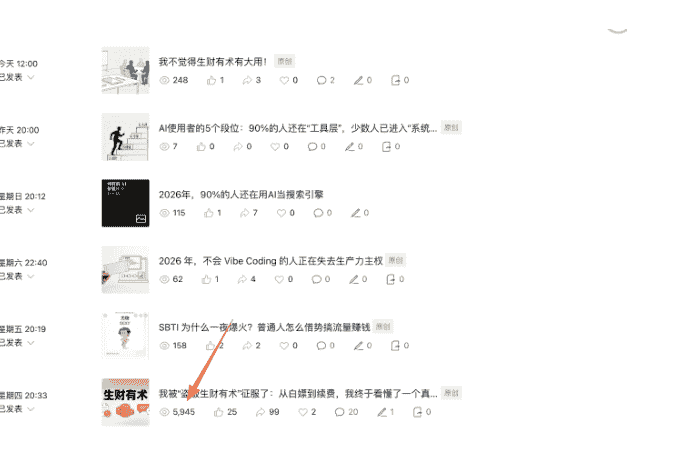 今天 12:00
已发表
我不觉得生财有术有大用！ 原创
248 1 3 0 2 0 0
昨天 20:00
已发表
AI使用者的5个段位：90%的人还在“工具层”，少数人已进入“系统... 原创
7 0 0 0 0 0 0
星期日 20:12
已发表
2026年，90%的人还在用AI当搜索引擎
115 1 7 0 0 0
星期六 22:40
已发表
2026 年，不会 Vibe Coding 的人正在失去生产力主权 原创
62 1 4 0 0 0 0
星期五 20:19
已发表
SBTI 为什么一夜爆火？普通人怎么借势搞流量赚钱 原创
158 2 2 0 0 0 0
星期四 20:33
已发表
生财有术
我被“盗版生财有术”征服了：从白嫖到续费，我终于看懂了一个真... 原创
5,945 25 99 2 20 1 0